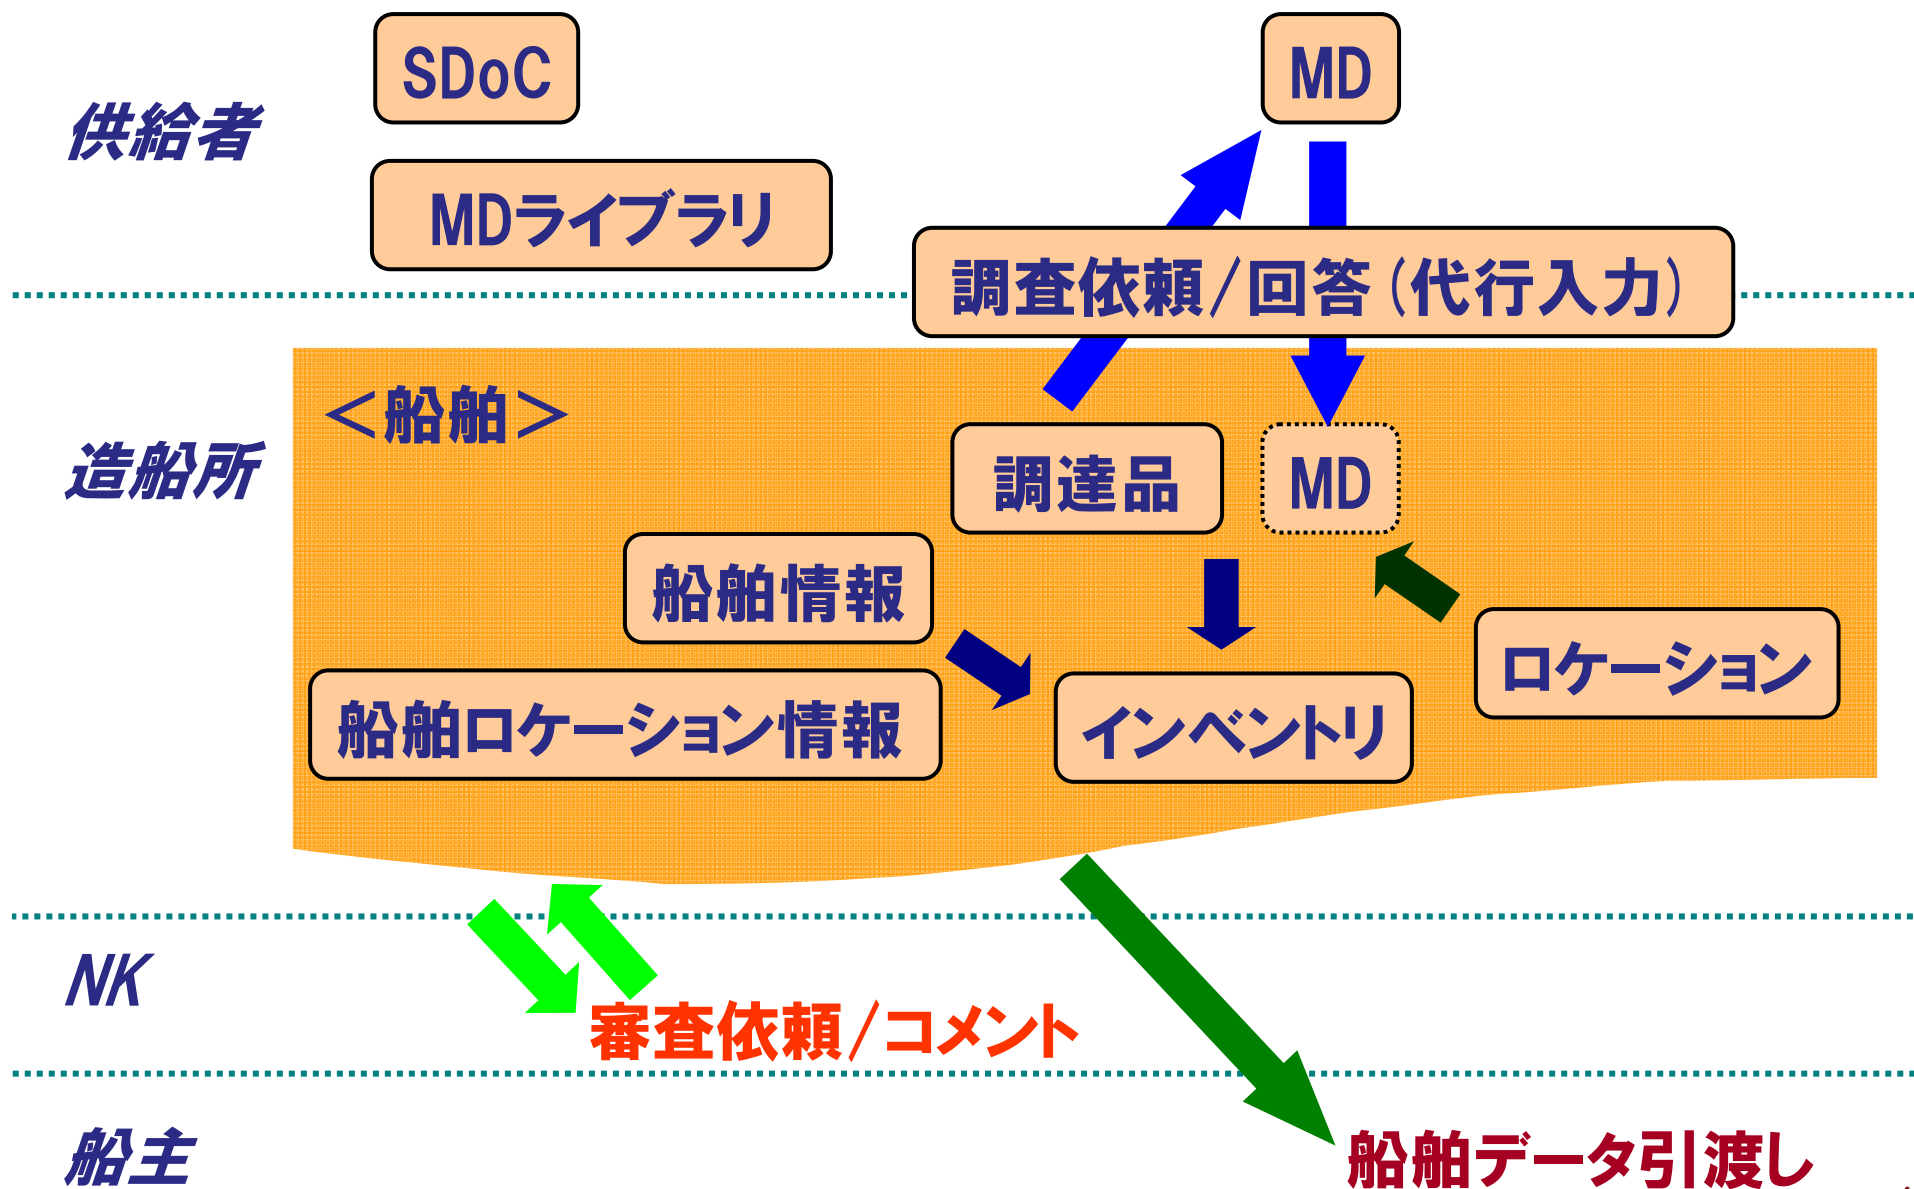 SDoC
MD
供給者
MDライブラリ
調査依頼/回答(代行入力)
<船舶>
造船所
調達品
MD
船舶情報
ロケーション
船舶ロケーション情報
インベントリ
NK
審査依頼/コメント
船主
船舶データ引渡し